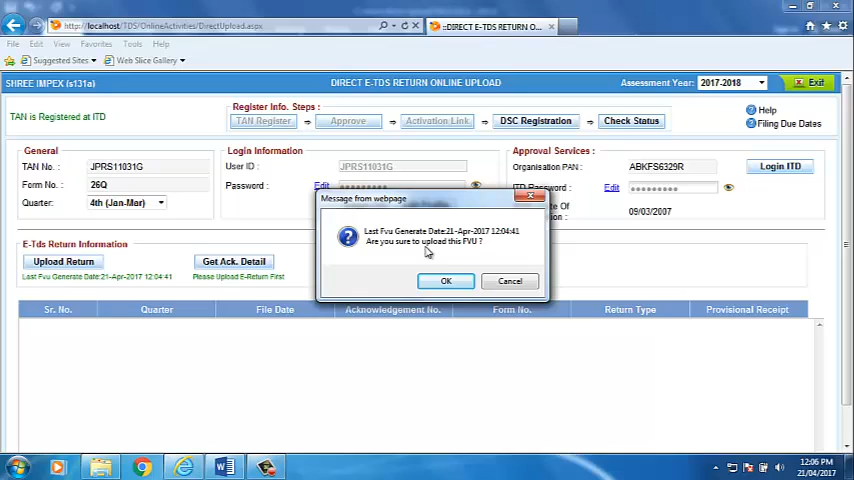 http://localhost/TDS/OnlineActivities/DirectUpload.aspx
::DIRECT E-TDS RETURN O...
File Edit View Favorites Tools Help
Suggested Sites Web Slice Gallery
SHREE IMPEX (s131a) DIRECT E-TDS RETURN ONLINE UPLOAD Assessment Year: 2017-2018 Exit
Register Info. Steps :
TAN is Registered at ITD
TAN Register Approve Activation Link DSC Registration Check Status
Help
Filing Due Dates
General Login Information Approval Services :
TAN No. : JPRS11031G User ID : JPRS11031G Organisation PAN : ABKFS6329R Login ITD
Form No. : 26Q Password : Edit ITD Password : Edit
Quarter: 4th (Jan-Mar) Of 09/03/2007
Message from webpage
Last Fvu Generate Date:21-Apr-2017 12:04:41
Are you sure to upload this FVU ?
OK Cancel
E-Tds Return Information
Upload Return Get Ack. Detail
Last Fvu Generate Date:21-Apr-2017 12:04:41 Please Upload E-Return First
Sr. No. Quarter File Date Acknowledgement No. Form No. Return Type Provisional Receipt
12:06 PM
21/04/2017